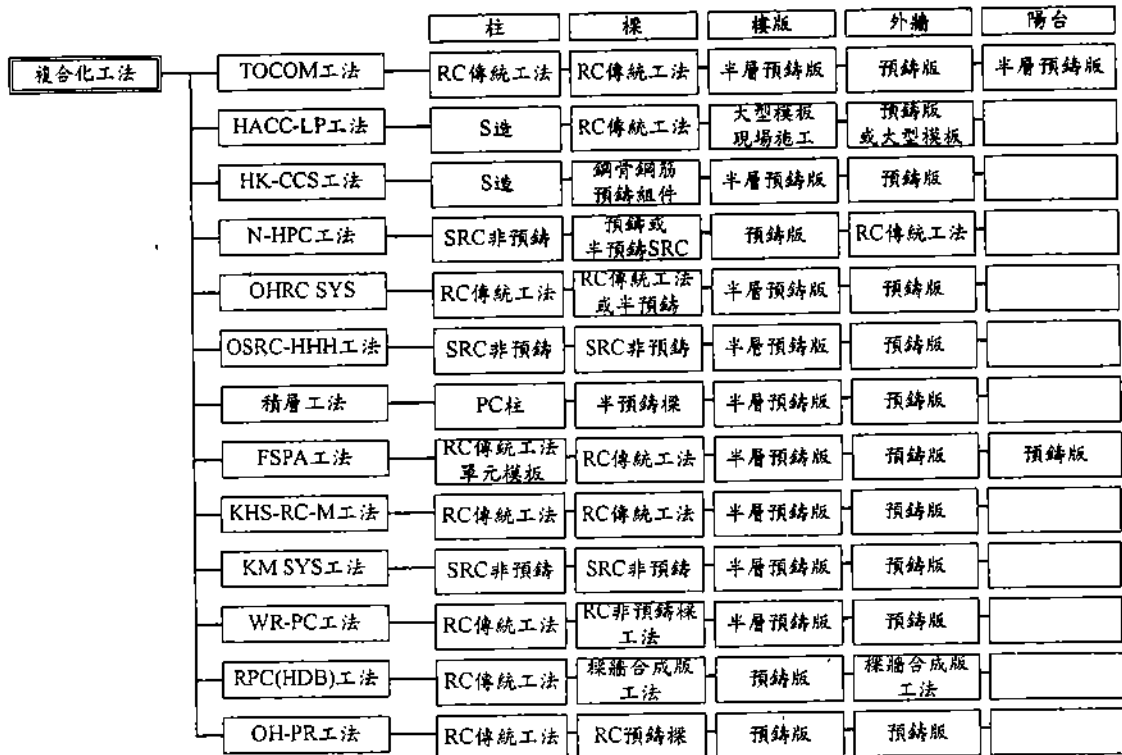 柱 樑 樓版 外牆 陽台
複合化工法 TOCOM工法 RC傳統工法 RC傳統工法 半層預鑄版 預鑄版 半層預鑄版
HACC-LP工法 S造 RC傳統工法 大型模板 現場施工 預鑄版 或大型模板
HK-CCS工法 S造 鋼骨鋼筋 預鑄組件 半層預鑄版 預鑄版
N-HPC工法 SRC非預鑄 預鑄或 半預鑄SRC 預鑄版 RC傳統工法
OHRC SYS RC傳統工法 RC傳統工法 或半預鑄 半層預鑄版 預鑄版
OSRC-HHH工法 SRC非預鑄 SRC非預鑄 半層預鑄版 預鑄版
積層工法 PC柱 半預鑄樑 半層預鑄版 預鑄版
FSPA工法 RC傳統工法 單元模板 RC傳統工法 半層預鑄版 預鑄版 預鑄版
KHS-RC-M工法 RC傳統工法 RC傳統工法 半層預鑄版 預鑄版
KM SYS工法 SRC非預鑄 SRC非預鑄 半層預鑄版 預鑄版
WR-PC工法 RC傳統工法 RC非預鑄樑 工法 半層預鑄版 預鑄版
RPC(HDB)工法 RC傳統工法 樑牆合成版 工法 預鑄版 樑牆合成版 工法
OH-PR工法 RC傳統工法 RC預鑄樑 預鑄版 預鑄版